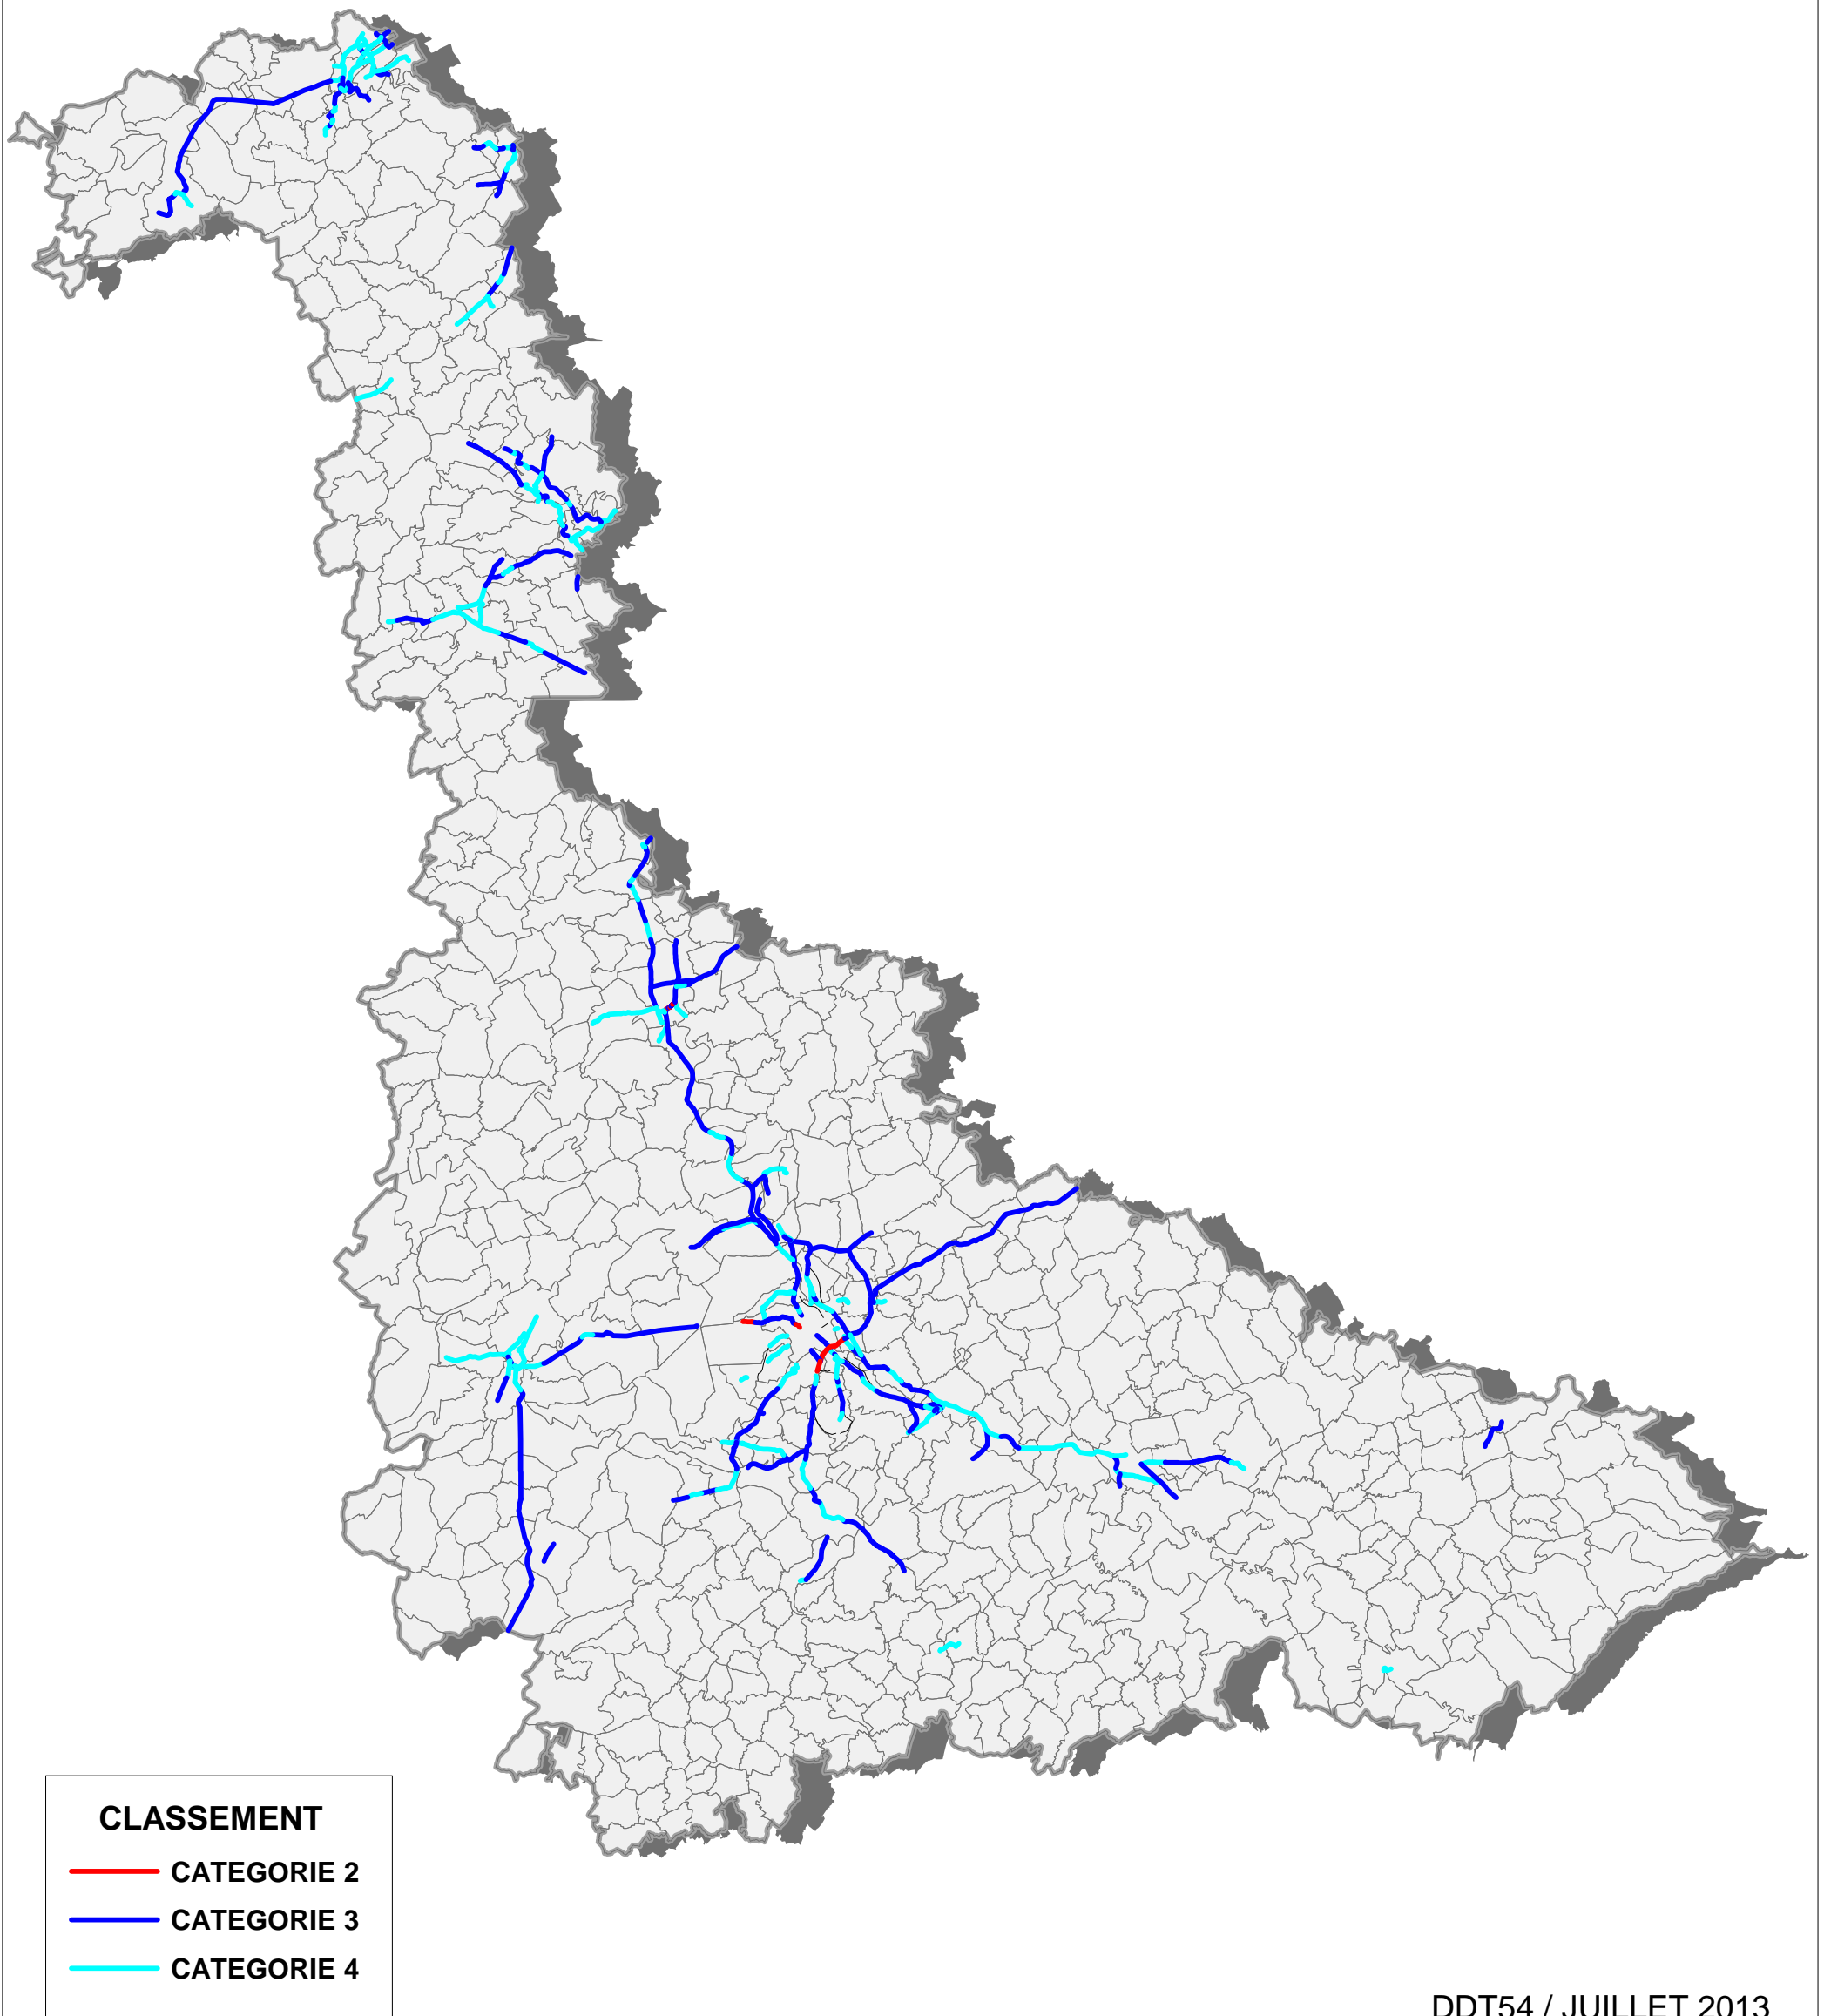 CLASSEMENT
CATEGORIE 2
CATEGORIE 3
CATEGORIE 4
DDT54 / JUILLET 2013